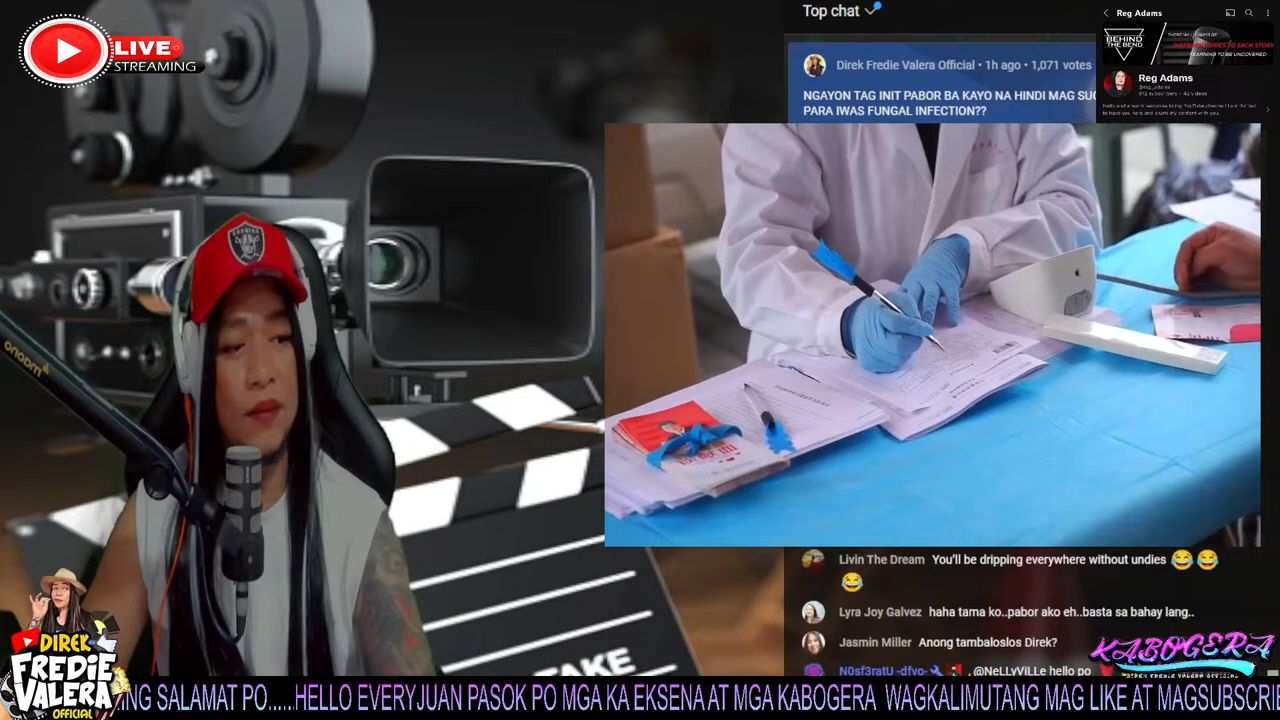 LIVE
STREAMING
Top chat
Direk Fredie Valera Official • 1h ago • 1,071 votes
NGAYON TAG INIT PABOR BA KAYO NA HINDI MAG
PARA IWAS FUNGAL INFECTION??
Reg Adams
BEHIND
THE BEND
Reg Adams
maono
Livin The Dream You'll be dripping everywhere without undies 😂 😂
😂
Lyra Joy Galvez haha tama ko..pabor ako eh..basta sa bahay lang..
Jasmin Miller Anong tambaloslos Direk?
N0sf3ratU -dfvo- @NeLLyViLLe hello po
TAKE
KABOGERA
DIREK
FREDIE
VALERA
OFFICIAL
NG SALAMAT PO.....HELLO EVERYJUAN PASOK PO MGA KA EKSENA AT MGA KABOGERA WAGKALIMUTANG MAG LIKE AT MAGSUBSCRI